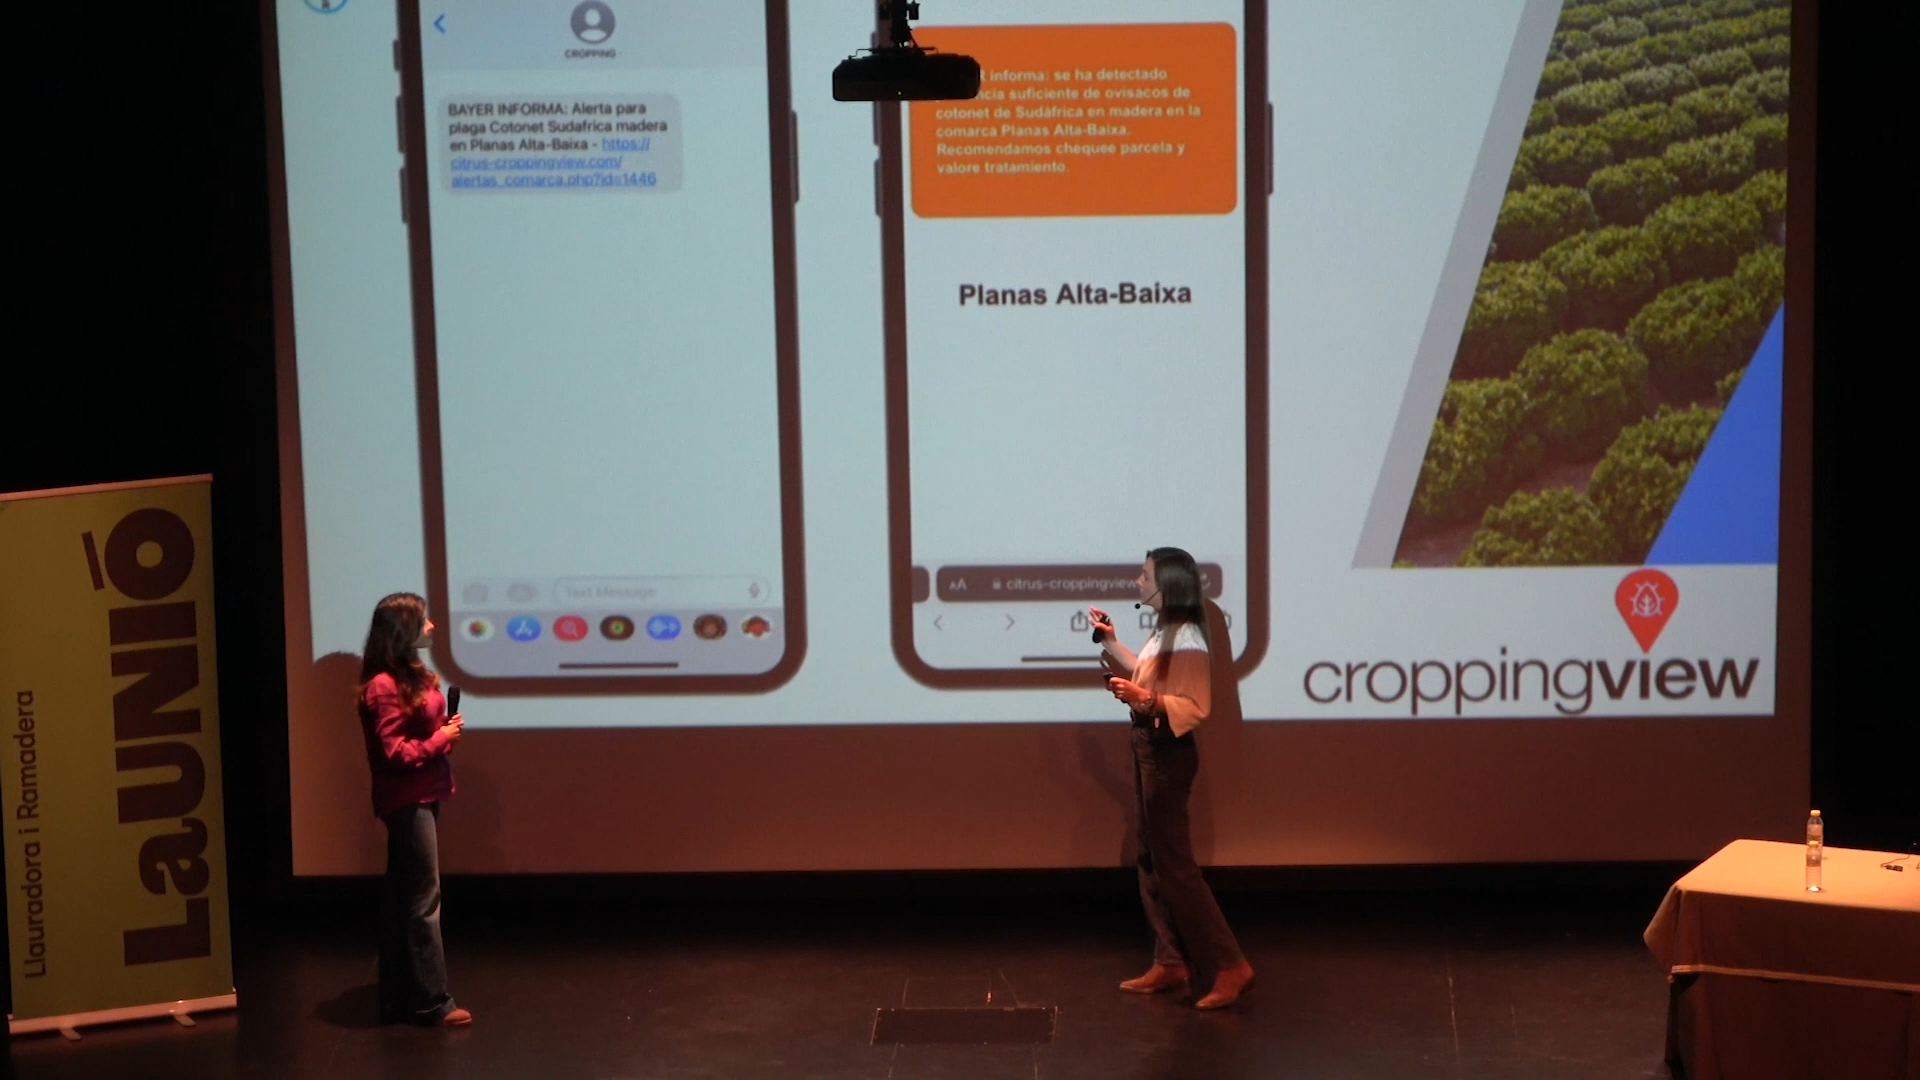 CROPPING
BAYER INFORMA: Alerta para
plaga Cotonet Sudafrica madera
en Planas Alta-Baixa - https://
citrus-croppingview.com/
alertas_comarca.php?id=1446
Text Message
informa: se ha detectado
suficiente de ovisacos de
cotonet de Sudáfrica en madera en la
comarca Planas Alta-Baixa.
Recomendamos chequee parcela y
valore tratamiento.
Planas Alta-Baixa
AA citrus-croppingview
croppingview
LaUNIÓ
Llauradora i Ramadera